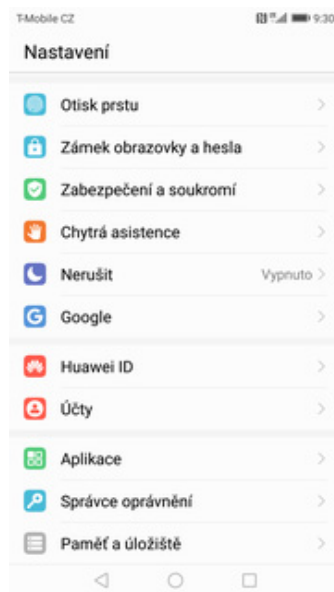 T-Mobile CZ 9:30
Nastavení
Otisk prstu
Zámek obrazovky a hesla
Zabezpečení a soukromí
Chytrá asistence
Nerušit Vypnuto
Google
Huawei ID
Účty
Aplikace
Správce oprávnění
Paměť a úložiště